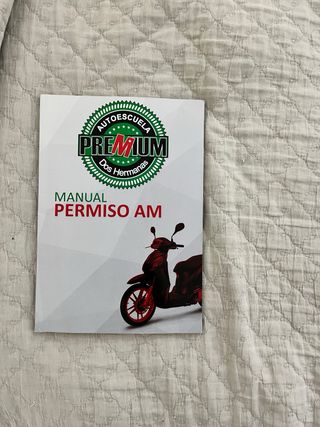 AUTOESCUELA
PREMIUM
Dos Hermanas
MANUAL
PERMISO AM